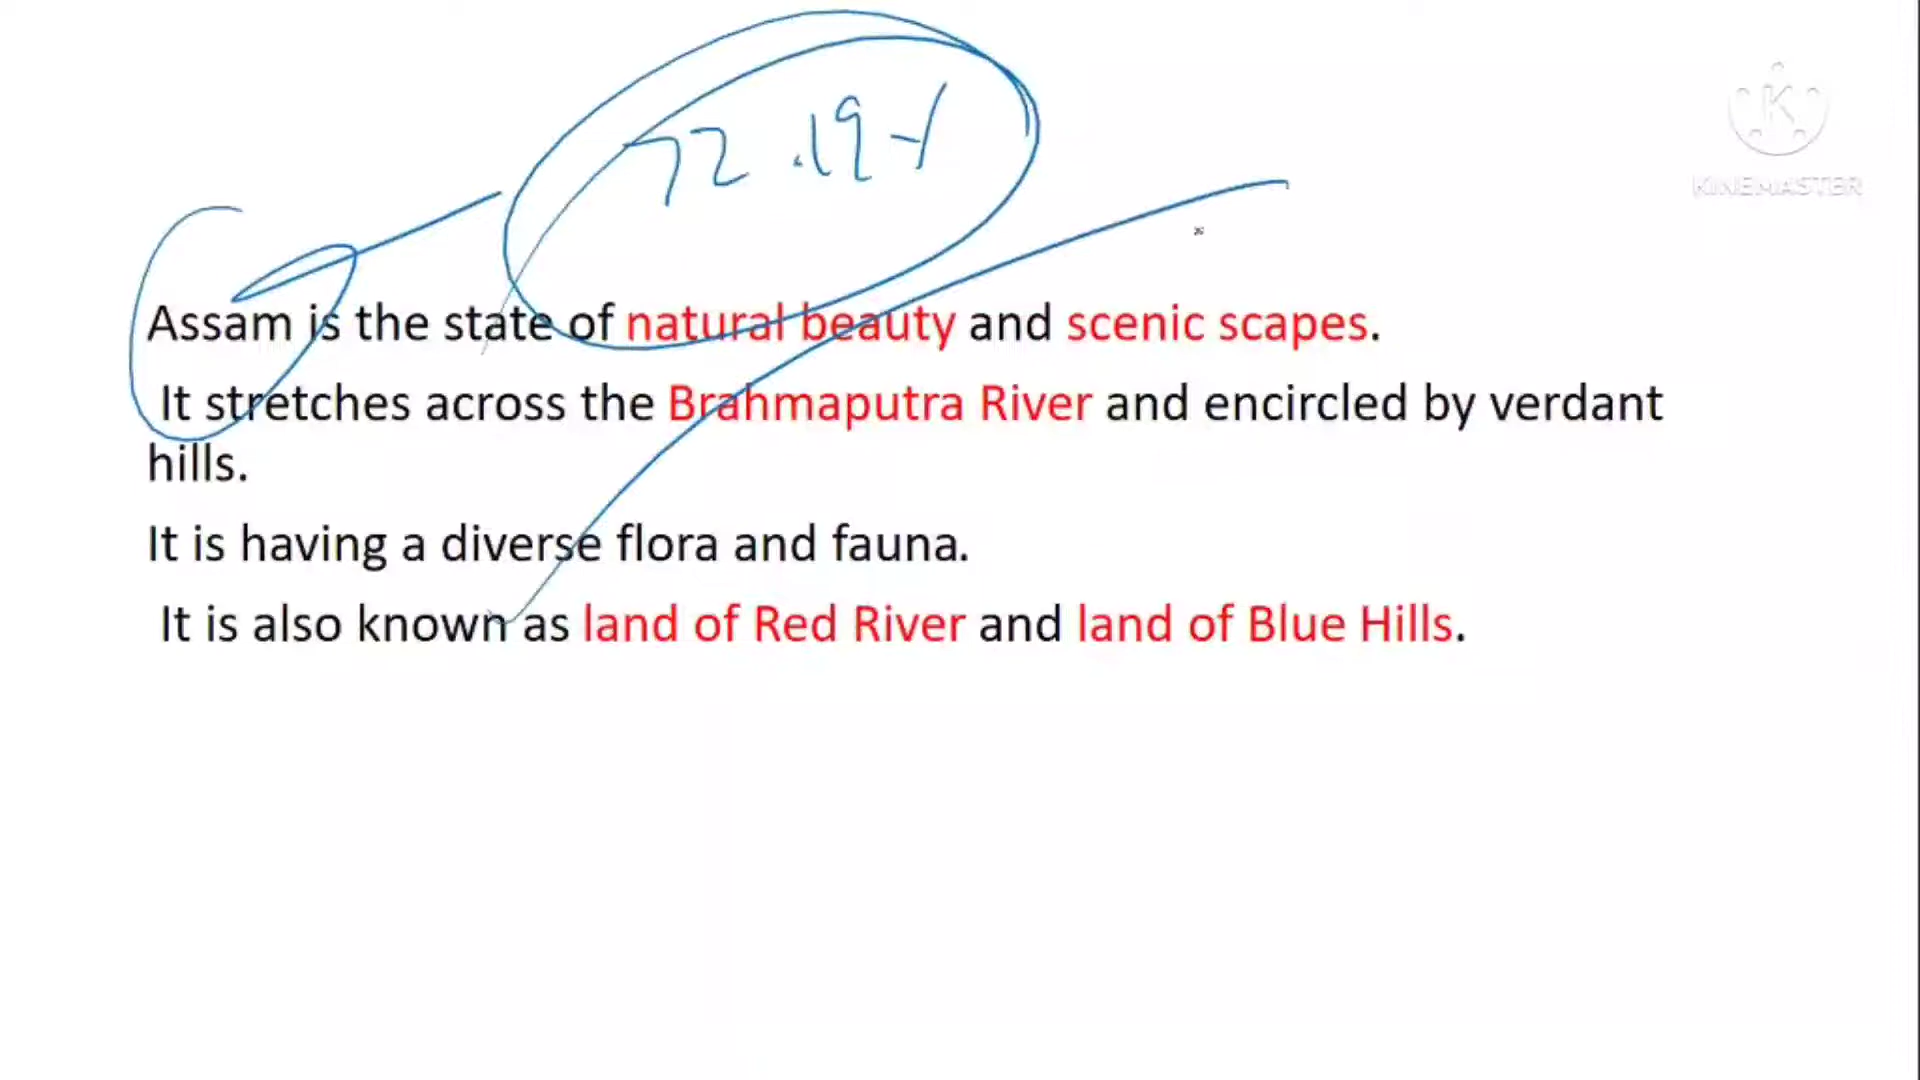 72.19%
K
KINEMASTER
Assam is the state of natural beauty and scenic scapes.
It stretches across the Brahmaputra River and encircled by verdant
hills.
It is having a diverse flora and fauna.
It is also known as land of Red River and land of Blue Hills.